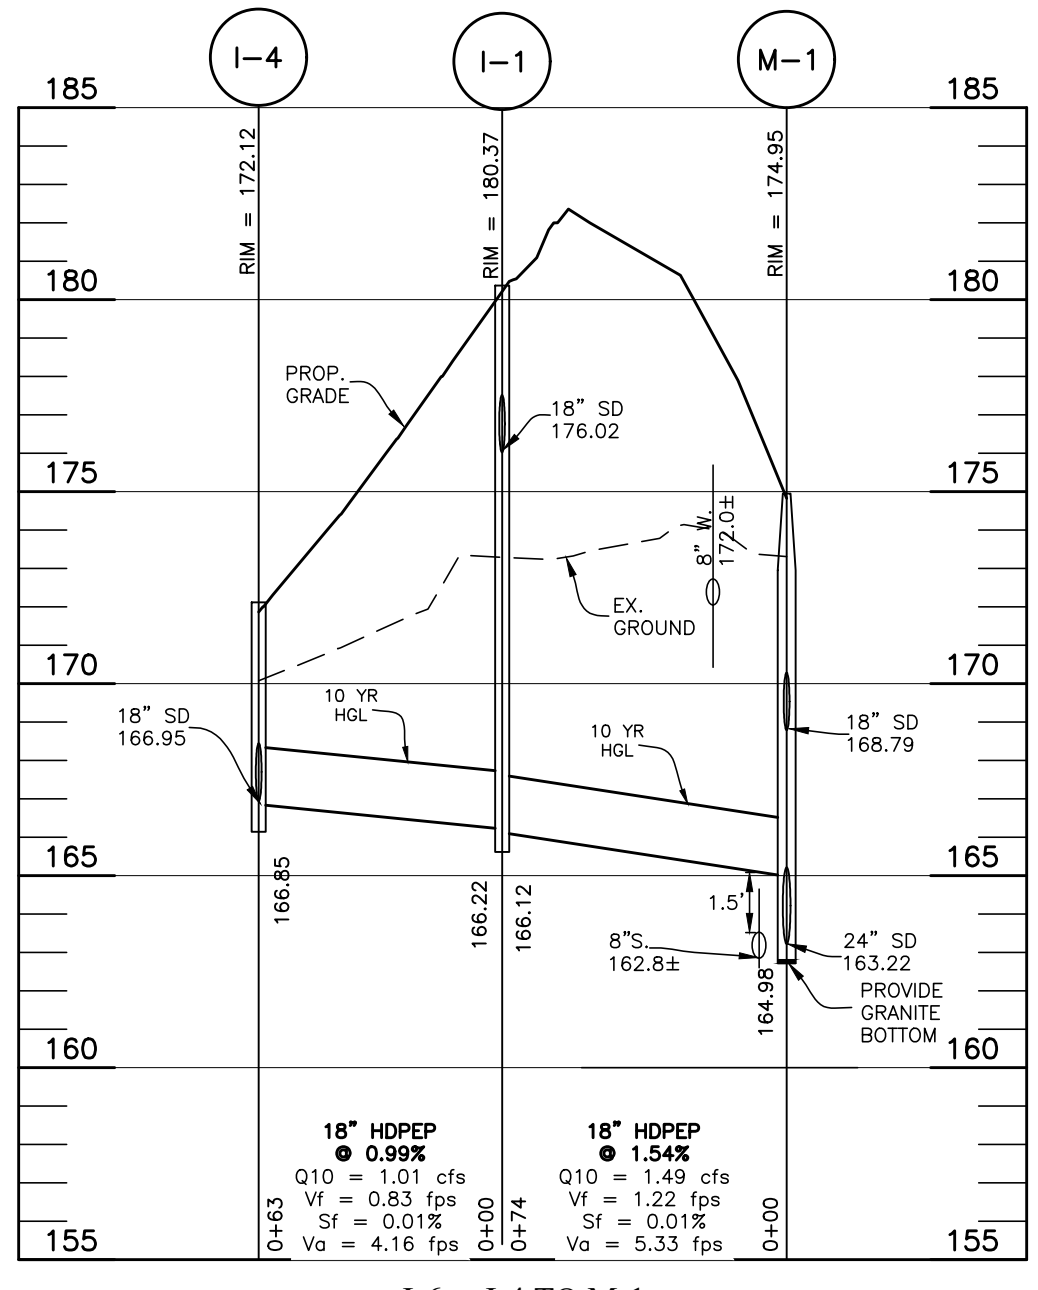 I-4
I-1
M-1
185
185
RIM = 172.12
RIM = 180.37
RIM = 174.95
180
180
PROP.
GRADE
18" SD
176.02
175
175
8" W.
172.0±
EX.
GROUND
170
170
10 YR
HGL
18" SD
166.95
10 YR
HGL
18" SD
168.79
165
165
166.85
166.22
166.12
1.5'
8"S.
162.8±
24" SD
163.22
164.98
PROVIDE
GRANITE
BOTTOM
160
160
18" HDPEP
@ 0.99%
Q10 = 1.01 cfs
Vf = 0.83 fps
Sf = 0.01%
Va = 4.16 fps
18" HDPEP
@ 1.54%
Q10 = 1.49 cfs
Vf = 1.22 fps
Sf = 0.01%
Va = 5.33 fps
0+63
0+00
0+74
0+00
155
155